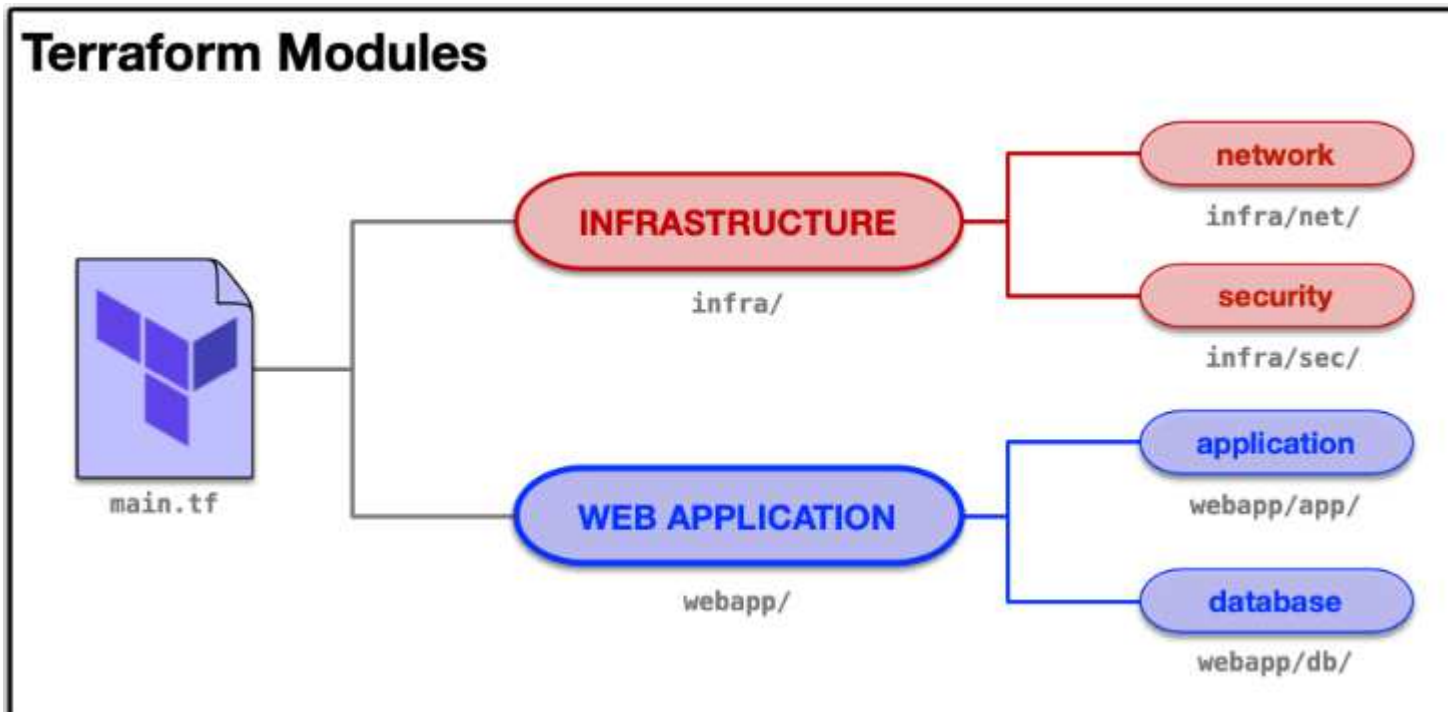 Terraform Modules
network
infra/net/
INFRASTRUCTURE
infra/
security
infra/sec/
main.tf
application
webapp/app/
WEB APPLICATION
webapp/
database
webapp/db/